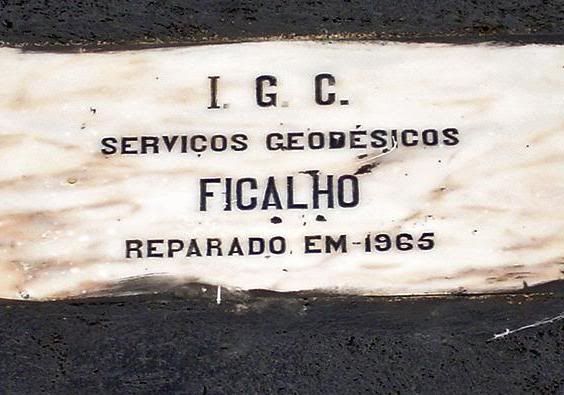 I. G. C.
SERVIÇOS GEODÉSICOS
FICALHO
REPARADO EM-1965